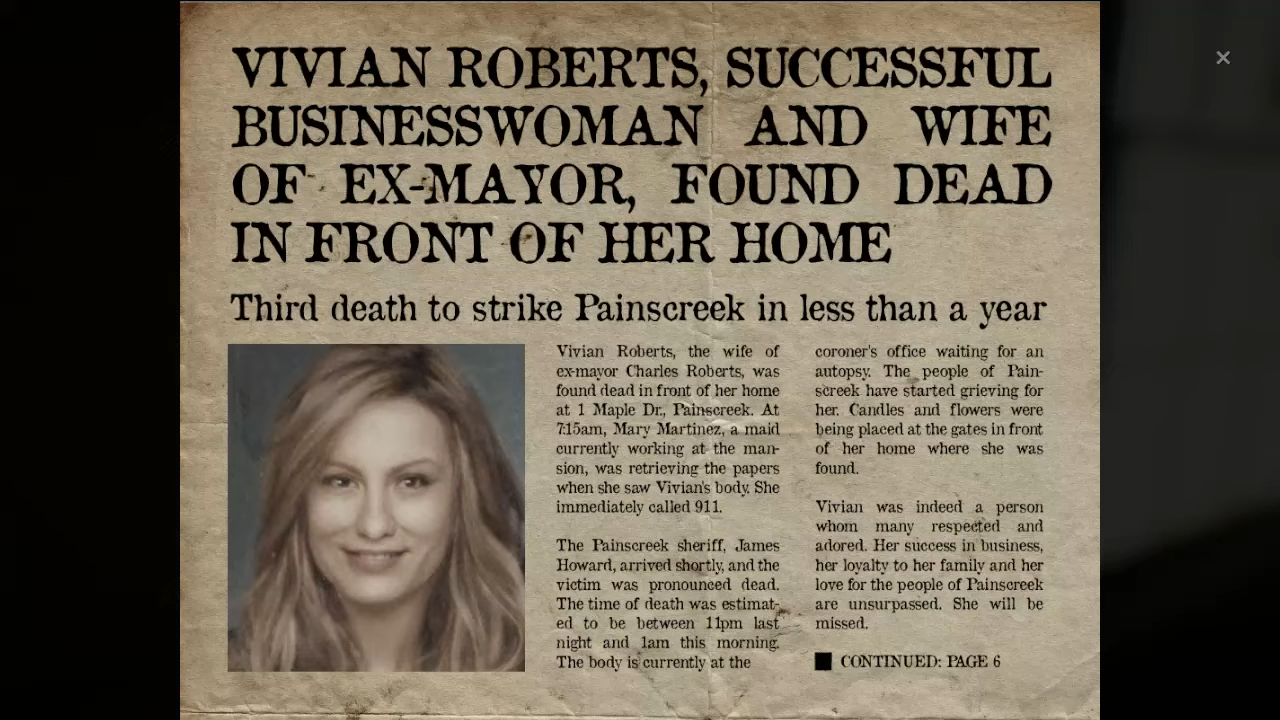 VIVIAN ROBERTS, SUCCESSFUL
BUSINESSWOMAN AND WIFE
OF EX-MAYOR, FOUND DEAD
IN FRONT OF HER HOME
Third death to strike Painscreek in less than a year
Vivian Roberts, the wife of
ex-mayor Charles Roberts, was
found dead in front of her home
at 1 Maple Dr., Painscreek. At
7:15am, Mary Martinez, a maid
currently working at the man-
sion, was retrieving the papers
when she saw Vivian's body. She
immediately called 911.
The Painscreek sheriff, James
Howard, arrived shortly, and the
victim was pronounced dead.
The time of death was estimat-
ed to be between 11pm last
night and 1am this morning.
The body is currently at the
coroner's office waiting for an
autopsy. The people of Pain-
screek have started grieving for
her. Candles and flowers were
being placed at the gates in front
of her home where she was
found.
Vivian was indeed a person
whom many respected and
adored. Her success in business,
her loyalty to her family and her
love for the people of Painscreek
are unsurpassed. She will be
missed.
CONTINUED: PAGE 6